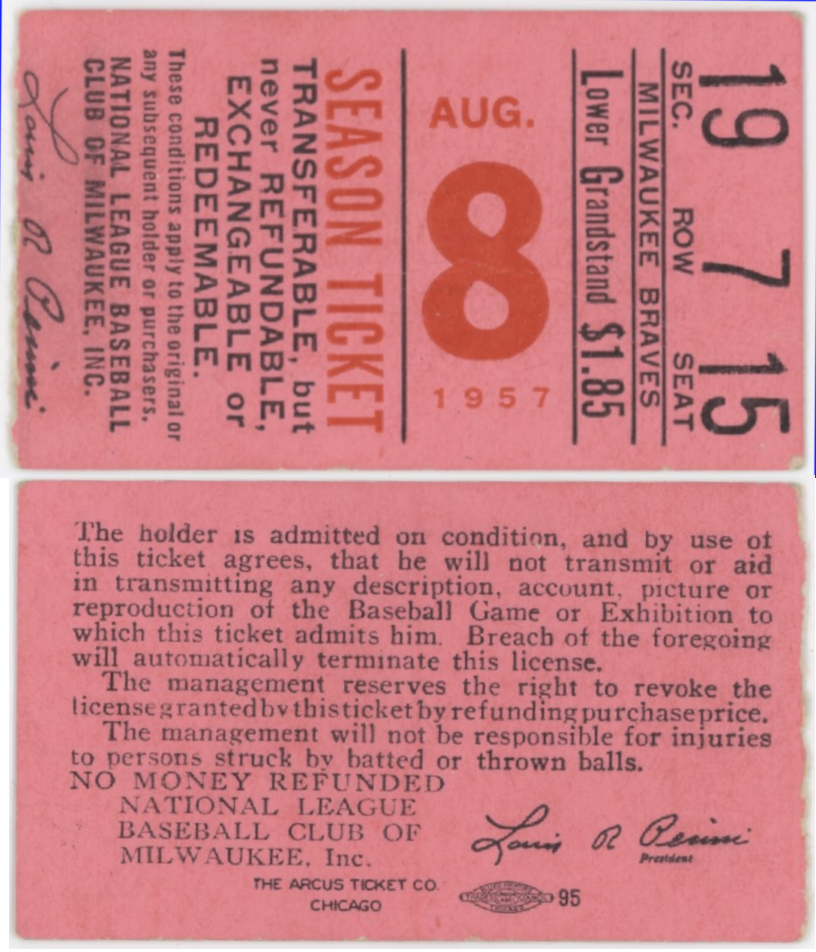 19 7 15
SEC. ROW SEAT
MILWAUKEE BRAVES
Lower Grandstand $1.85
AUG.
8
1957
SEASON TICKET
TRANSFERABLE, but
never REFUNDABLE,
EXCHANGEABLE or
REDEEMABLE.
These conditions apply to the original or
any subsequent holder or purchasers.
NATIONAL LEAGUE BASEBALL
CLUB OF MILWAUKEE, INC.
Louis R Perini
The holder is admitted on condition, and by use of
this ticket agrees, that he will not transmit or aid
in transmitting any description, account, picture or
reproduction of the Baseball Game or Exhibition to
which this ticket admits him. Breach of the foregoing
will automatically terminate this license.
The management reserves the right to revoke the
license granted by this ticket by refunding purchase price.
The management will not be responsible for injuries
to persons struck by batted or thrown balls.
NO MONEY REFUNDED
NATIONAL LEAGUE
BASEBALL CLUB OF
MILWAUKEE, Inc.
Louis R Perini
President
THE ARCUS TICKET CO.
CHICAGO
95